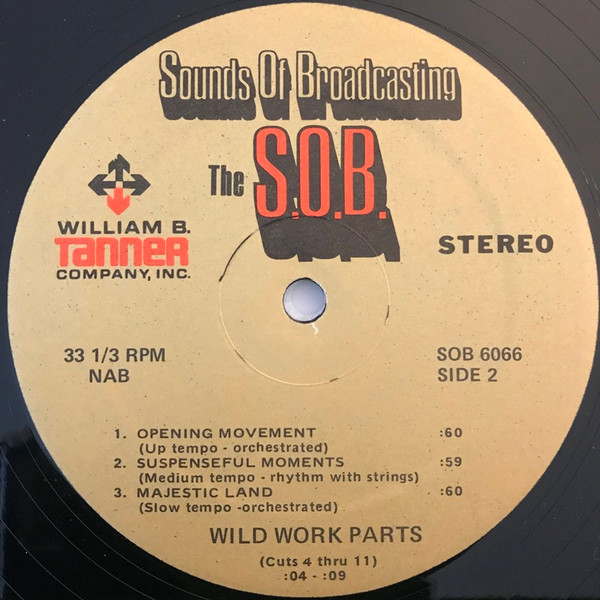 Sounds Of Broadcasting
The S.O.B.
WILLIAM B.
TANNER
COMPANY, INC.
STEREO
33 1/3 RPM
NAB
SOB 6066
SIDE 2
1. OPENING MOVEMENT :60
(Up tempo - orchestrated)
2. SUSPENSEFUL MOMENTS :59
(Medium tempo - rhythm with strings)
3. MAJESTIC LAND :60
(Slow tempo -orchestrated)
WILD WORK PARTS
(Cuts 4 thru 11)
:04 - :09